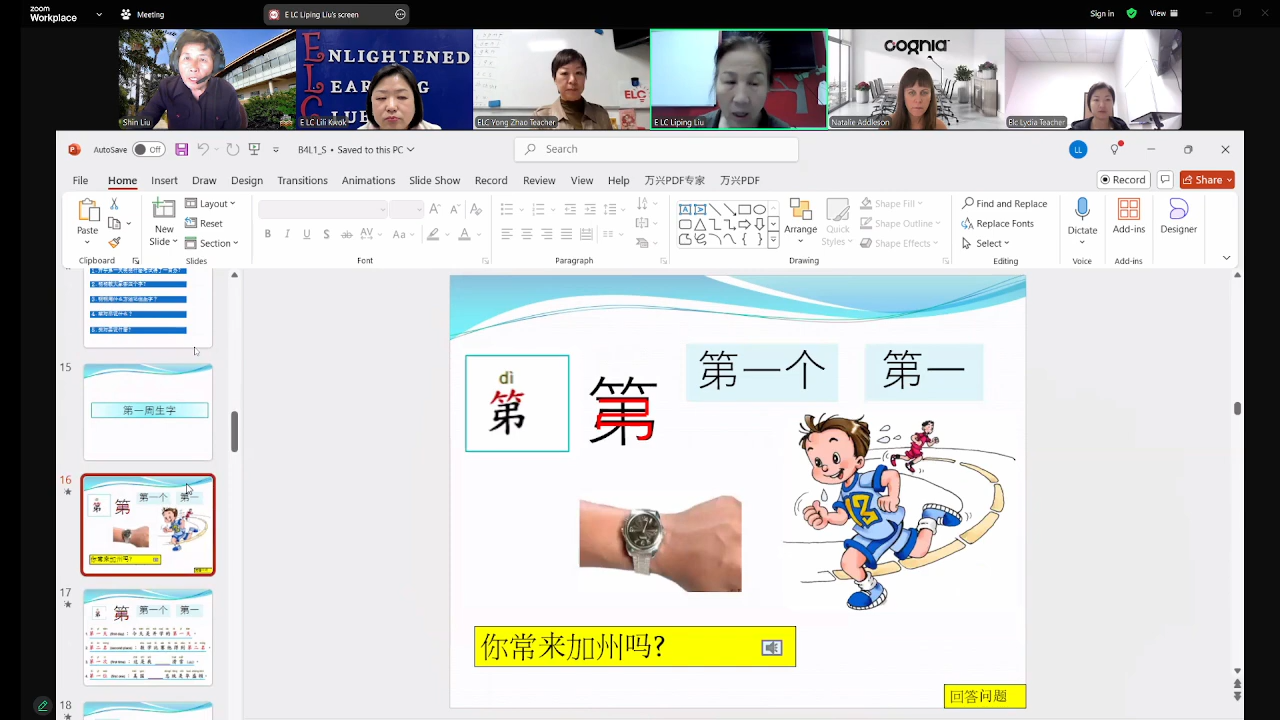 zoom
Workplace
Meeting
E LC Liping Liu's screen
Sign in
View
ENLIGHTENED
LEARNING
CLUB
cognia
ELC
Shin Liu
E LC Lili Kwok
ELC Yong Zhao Teacher
E LC Liping Liu
Natalie Addleson
Elc Lydia Teacher
AutoSave Off
B4L1_S • Saved to this PC
Search
LL
File Home Insert Draw Design Transitions Animations Slide Show Record Review View Help 万兴PDF专家 万兴PDF
Record
Share
Paste
New
Slide
Layout
Reset
Section
Arrange
Quick
Styles
Shape Fill
Shape Outline
Shape Effects
Find and Replace
Replace Fonts
Select
Dictate
Add-ins
Designer
Clipboard
Slides
Font
Paragraph
Drawing
Editing
Voice
Add-ins
15
第一周生字
16
第
第
第一个
第一
你常来加州吗?
17
第
第
第一个
第一
18
dì
第
第
第一个
第一
13
你常来加州吗?
回答问题